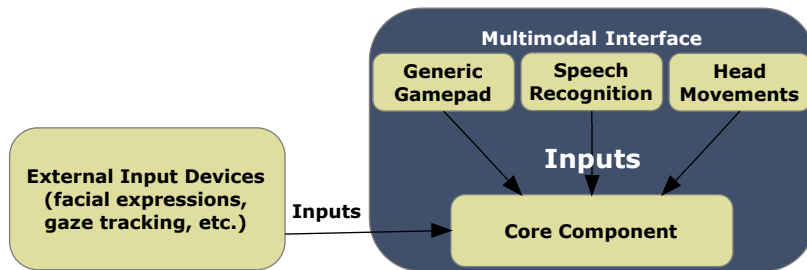 Multimodal Interface
Generic
Gamepad
Speech
Recognition
Head
Movements
Inputs
External Input Devices
(facial expressions,
gaze tracking, etc.)
Inputs
Core Component